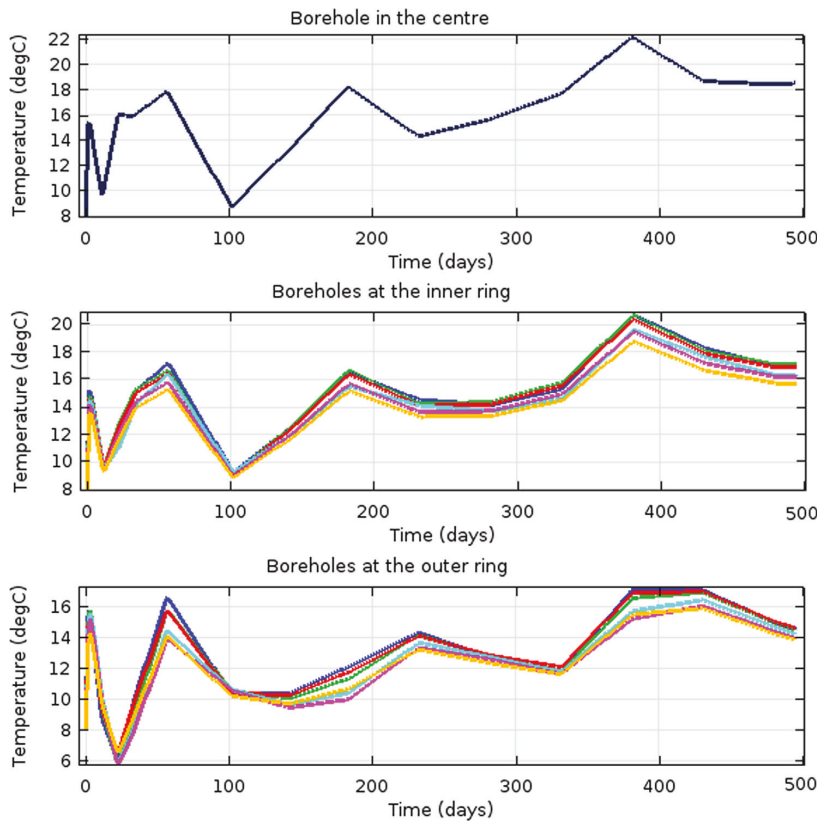 Borehole in the centre
Temperature (degC)
22
20
18
16
14
12
10
8
0 100 200 300 400 500
Time (days)
Boreholes at the inner ring
Temperature (degC)
20
18
16
14
12
10
8
0 100 200 300 400 500
Time (days)
Boreholes at the outer ring
Temperature (degC)
16
14
12
10
8
6
0 100 200 300 400 500
Time (days)